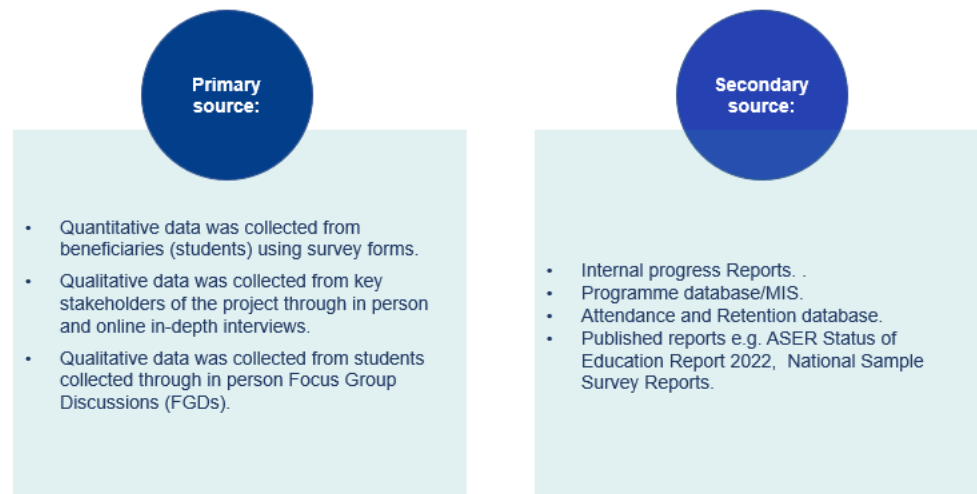 Primary
source:
• Quantitative data was collected from
beneficiaries (students) using survey forms.
• Qualitative data was collected from key
stakeholders of the project through in person
and online in-depth interviews.
• Qualitative data was collected from students
collected through in person Focus Group
Discussions (FGDs).
Secondary
source:
• Internal progress Reports. .
• Programme database/MIS.
• Attendance and Retention database.
• Published reports e.g. ASER Status of
Education Report 2022, National Sample
Survey Reports.